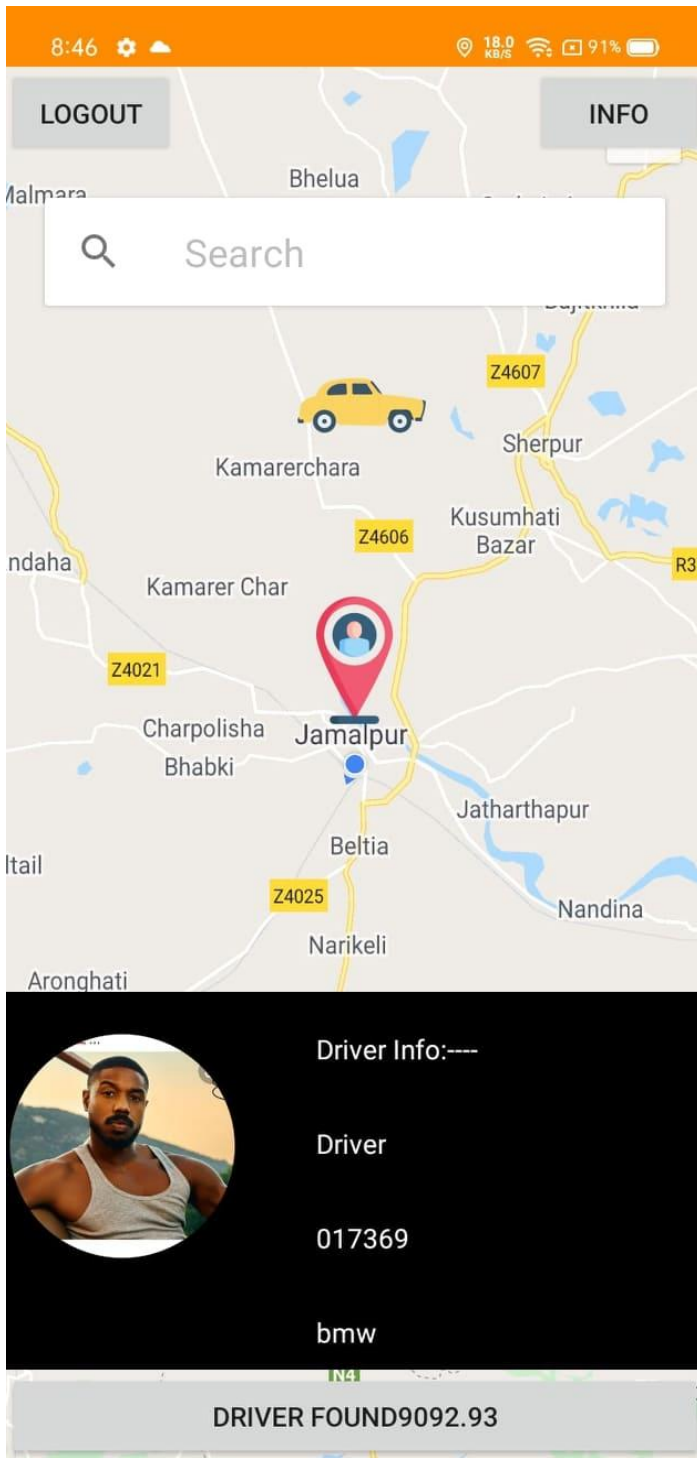 8:46
18.0
KB/S
91%
LOGOUT
INFO
Bhelua
Malmara
Search
Z4607
Sherpur
Kamarerchara
Kusumhati
Bazar
Z4606
ndaha
R3
Kamarer Char
Z4021
Charpolisha
Jamalpur
Bhabki
Jatharthapur
Beltia
ltail
Z4025
Nandina
Narikeli
Aronghati
Driver Info:----
Driver
017369
bmw
N4
DRIVER FOUND9092.93